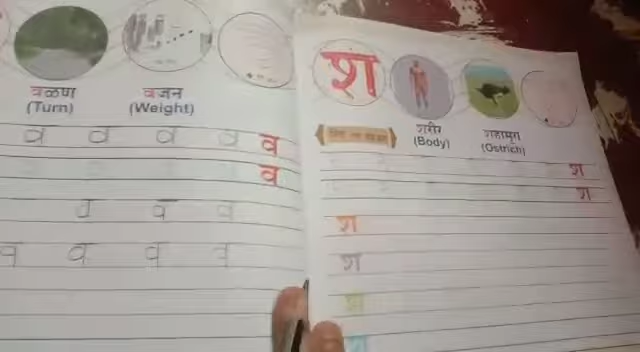 वळण वजन
(Turn) (Weight)
व व व व व
व
व व व
व व व व
श
शरीर शहामृग
(Body) (Ostrich)
श
श
श
श
श